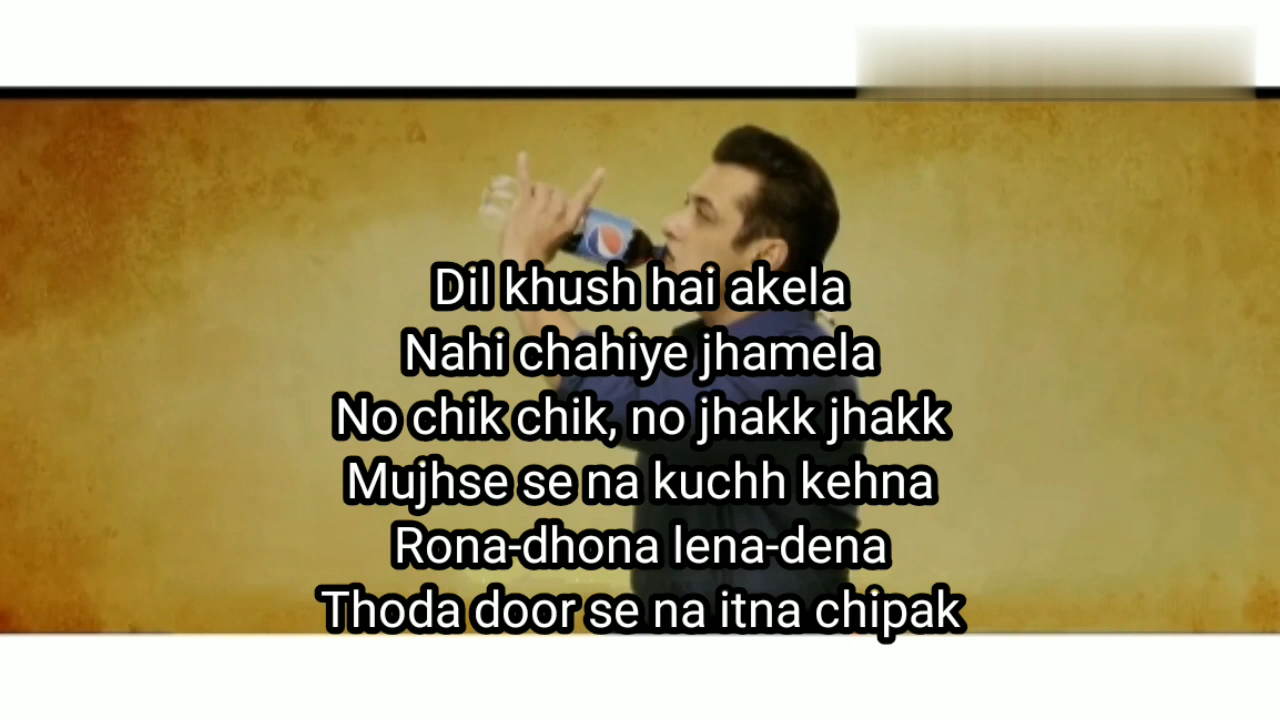 Dil khush hai akela
Nahi chahiye jhamela
No chik chik, no jhakk jhakk
Mujhse se na kuchh kehna
Rona-dhona lena-dena
Thoda door se na itna chipak